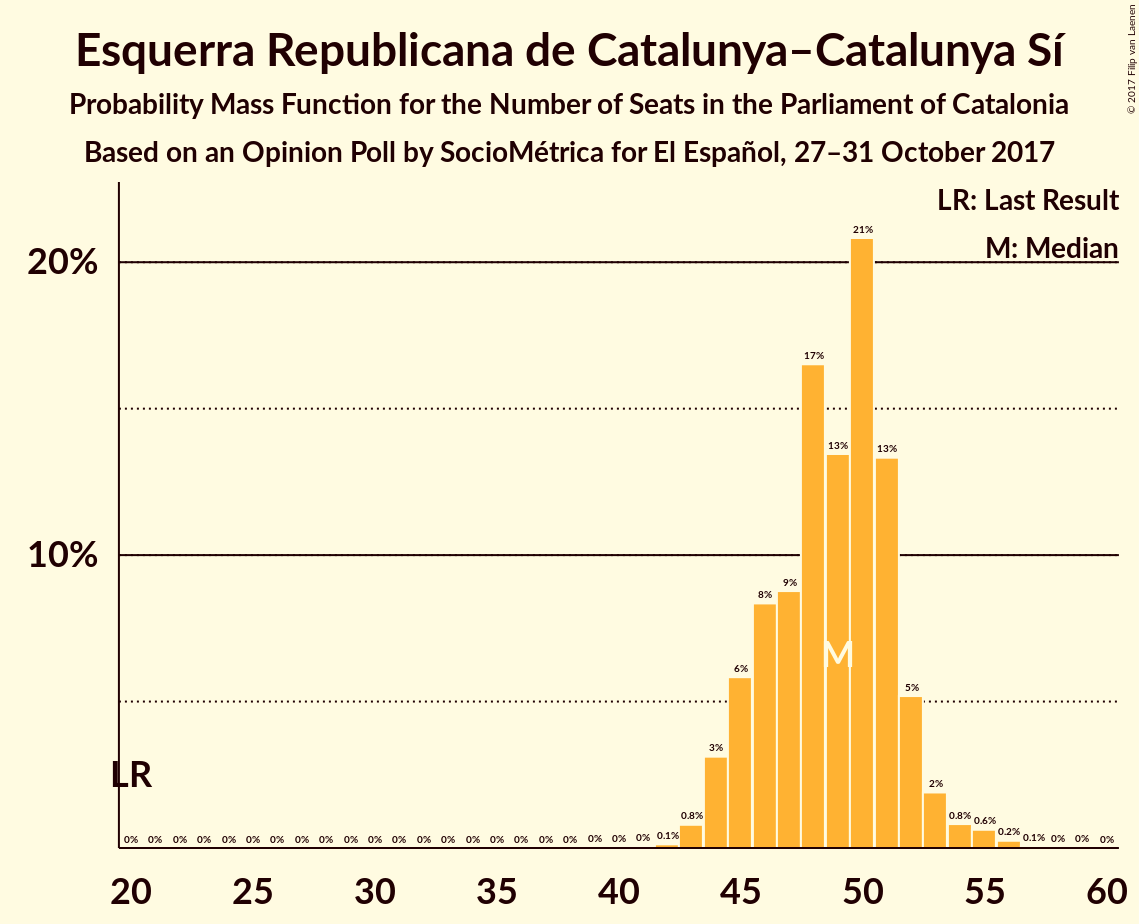 Esquerra Republicana de Catalunya–Catalunya Sí
Probability Mass Function for the Number of Seats in the Parliament of Catalonia
Based on an Opinion Poll by SocioMétrica for El Español, 27–31 October 2017
© 2017 Filip van Laenen
LR: Last Result
M: Median
20%
10%
LR
M
0% 0% 0% 0% 0% 0% 0% 0% 0% 0% 0% 0% 0% 0% 0% 0% 0% 0% 0% 0% 0% 0% 0.1% 0.8% 3% 6% 8% 9% 17% 13% 21% 13% 5% 2% 0.8% 0.6% 0.2% 0.1% 0% 0% 0%
20 25 30 35 40 45 50 55 60